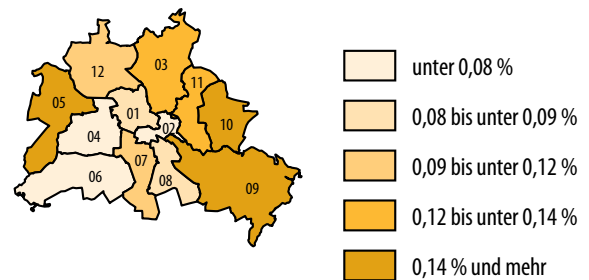 03
12
11
05
01
10
02
04
07
06
08
09
unter 0,08 %
0,08 bis unter 0,09 %
0,09 bis unter 0,12 %
0,12 bis unter 0,14 %
0,14 % und mehr